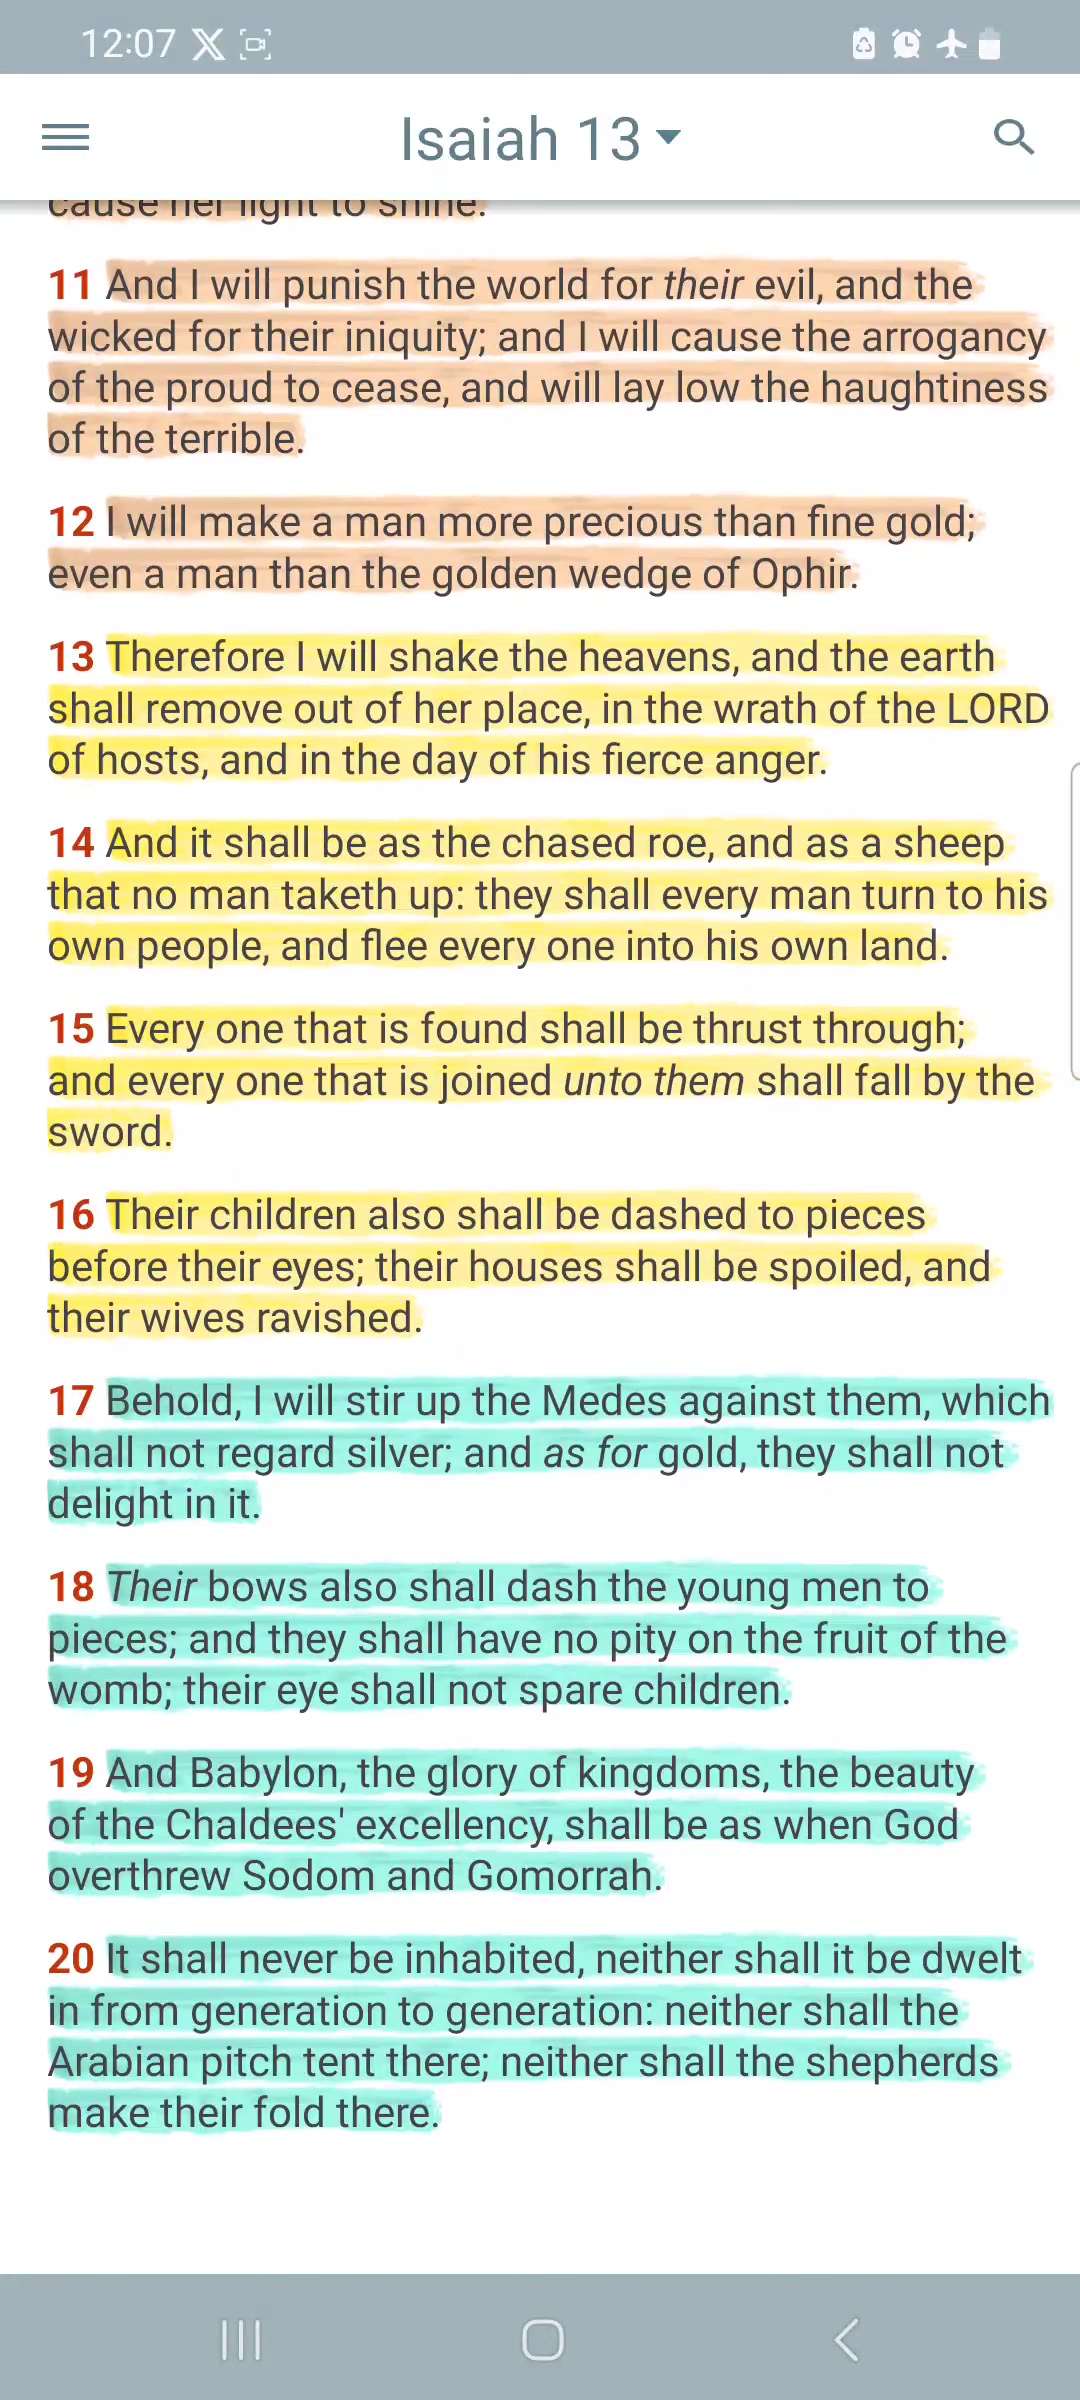 12:07
Isaiah 13
cause her light to shine.
11 And I will punish the world for their evil, and the
wicked for their iniquity; and I will cause the arrogancy
of the proud to cease, and will lay low the haughtiness
of the terrible.
12 I will make a man more precious than fine gold;
even a man than the golden wedge of Ophir.
13 Therefore I will shake the heavens, and the earth
shall remove out of her place, in the wrath of the LORD
of hosts, and in the day of his fierce anger.
14 And it shall be as the chased roe, and as a sheep
that no man taketh up: they shall every man turn to his
own people, and flee every one into his own land.
15 Every one that is found shall be thrust through;
and every one that is joined unto them shall fall by the
sword.
16 Their children also shall be dashed to pieces
before their eyes; their houses shall be spoiled, and
their wives ravished.
17 Behold, I will stir up the Medes against them, which
shall not regard silver; and as for gold, they shall not
delight in it.
18 Their bows also shall dash the young men to
pieces; and they shall have no pity on the fruit of the
womb; their eye shall not spare children.
19 And Babylon, the glory of kingdoms, the beauty
of the Chaldees' excellency, shall be as when God
overthrew Sodom and Gomorrah.
20 It shall never be inhabited, neither shall it be dwelt
in from generation to generation: neither shall the
Arabian pitch tent there; neither shall the shepherds
make their fold there.